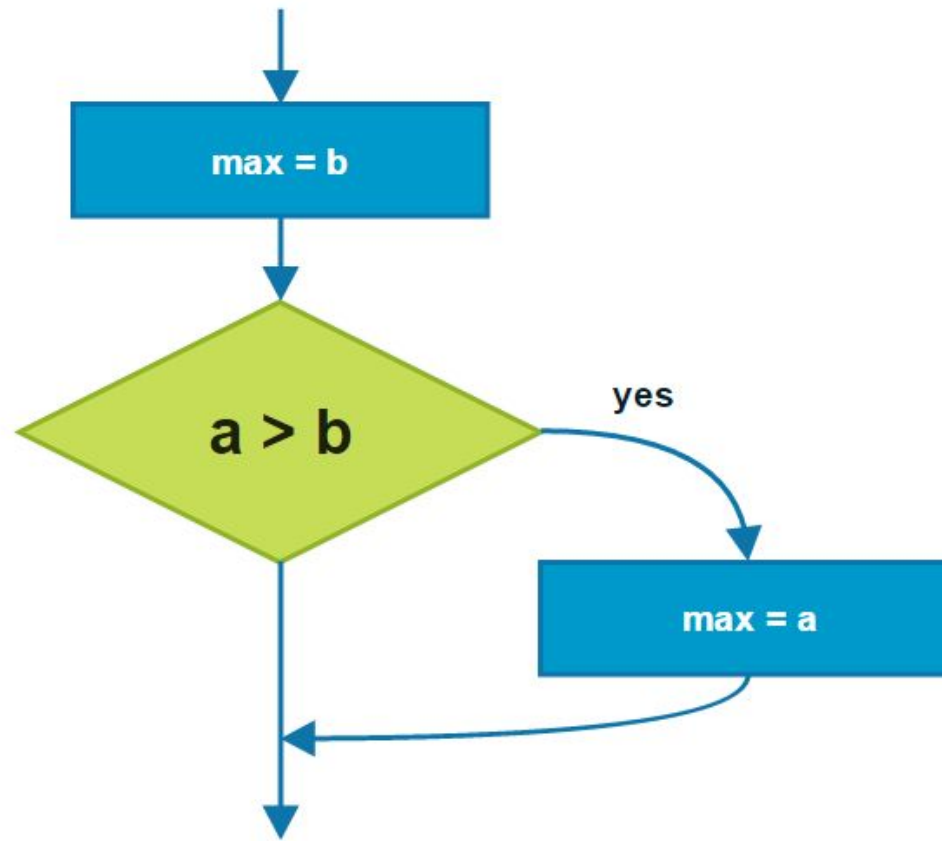 max = b
a > b
yes
max = a